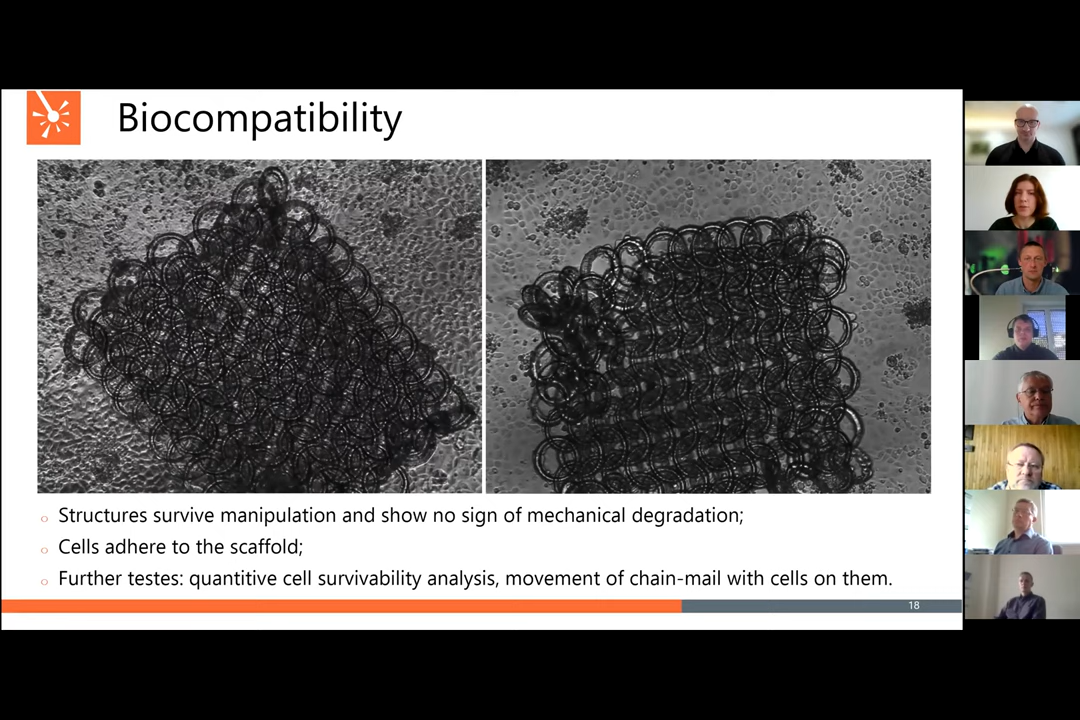 Biocompatibility
Structures survive manipulation and show no sign of mechanical degradation;
Cells adhere to the scaffold;
Further testes: quantitive cell survivability analysis, movement of chain-mail with cells on them.
18